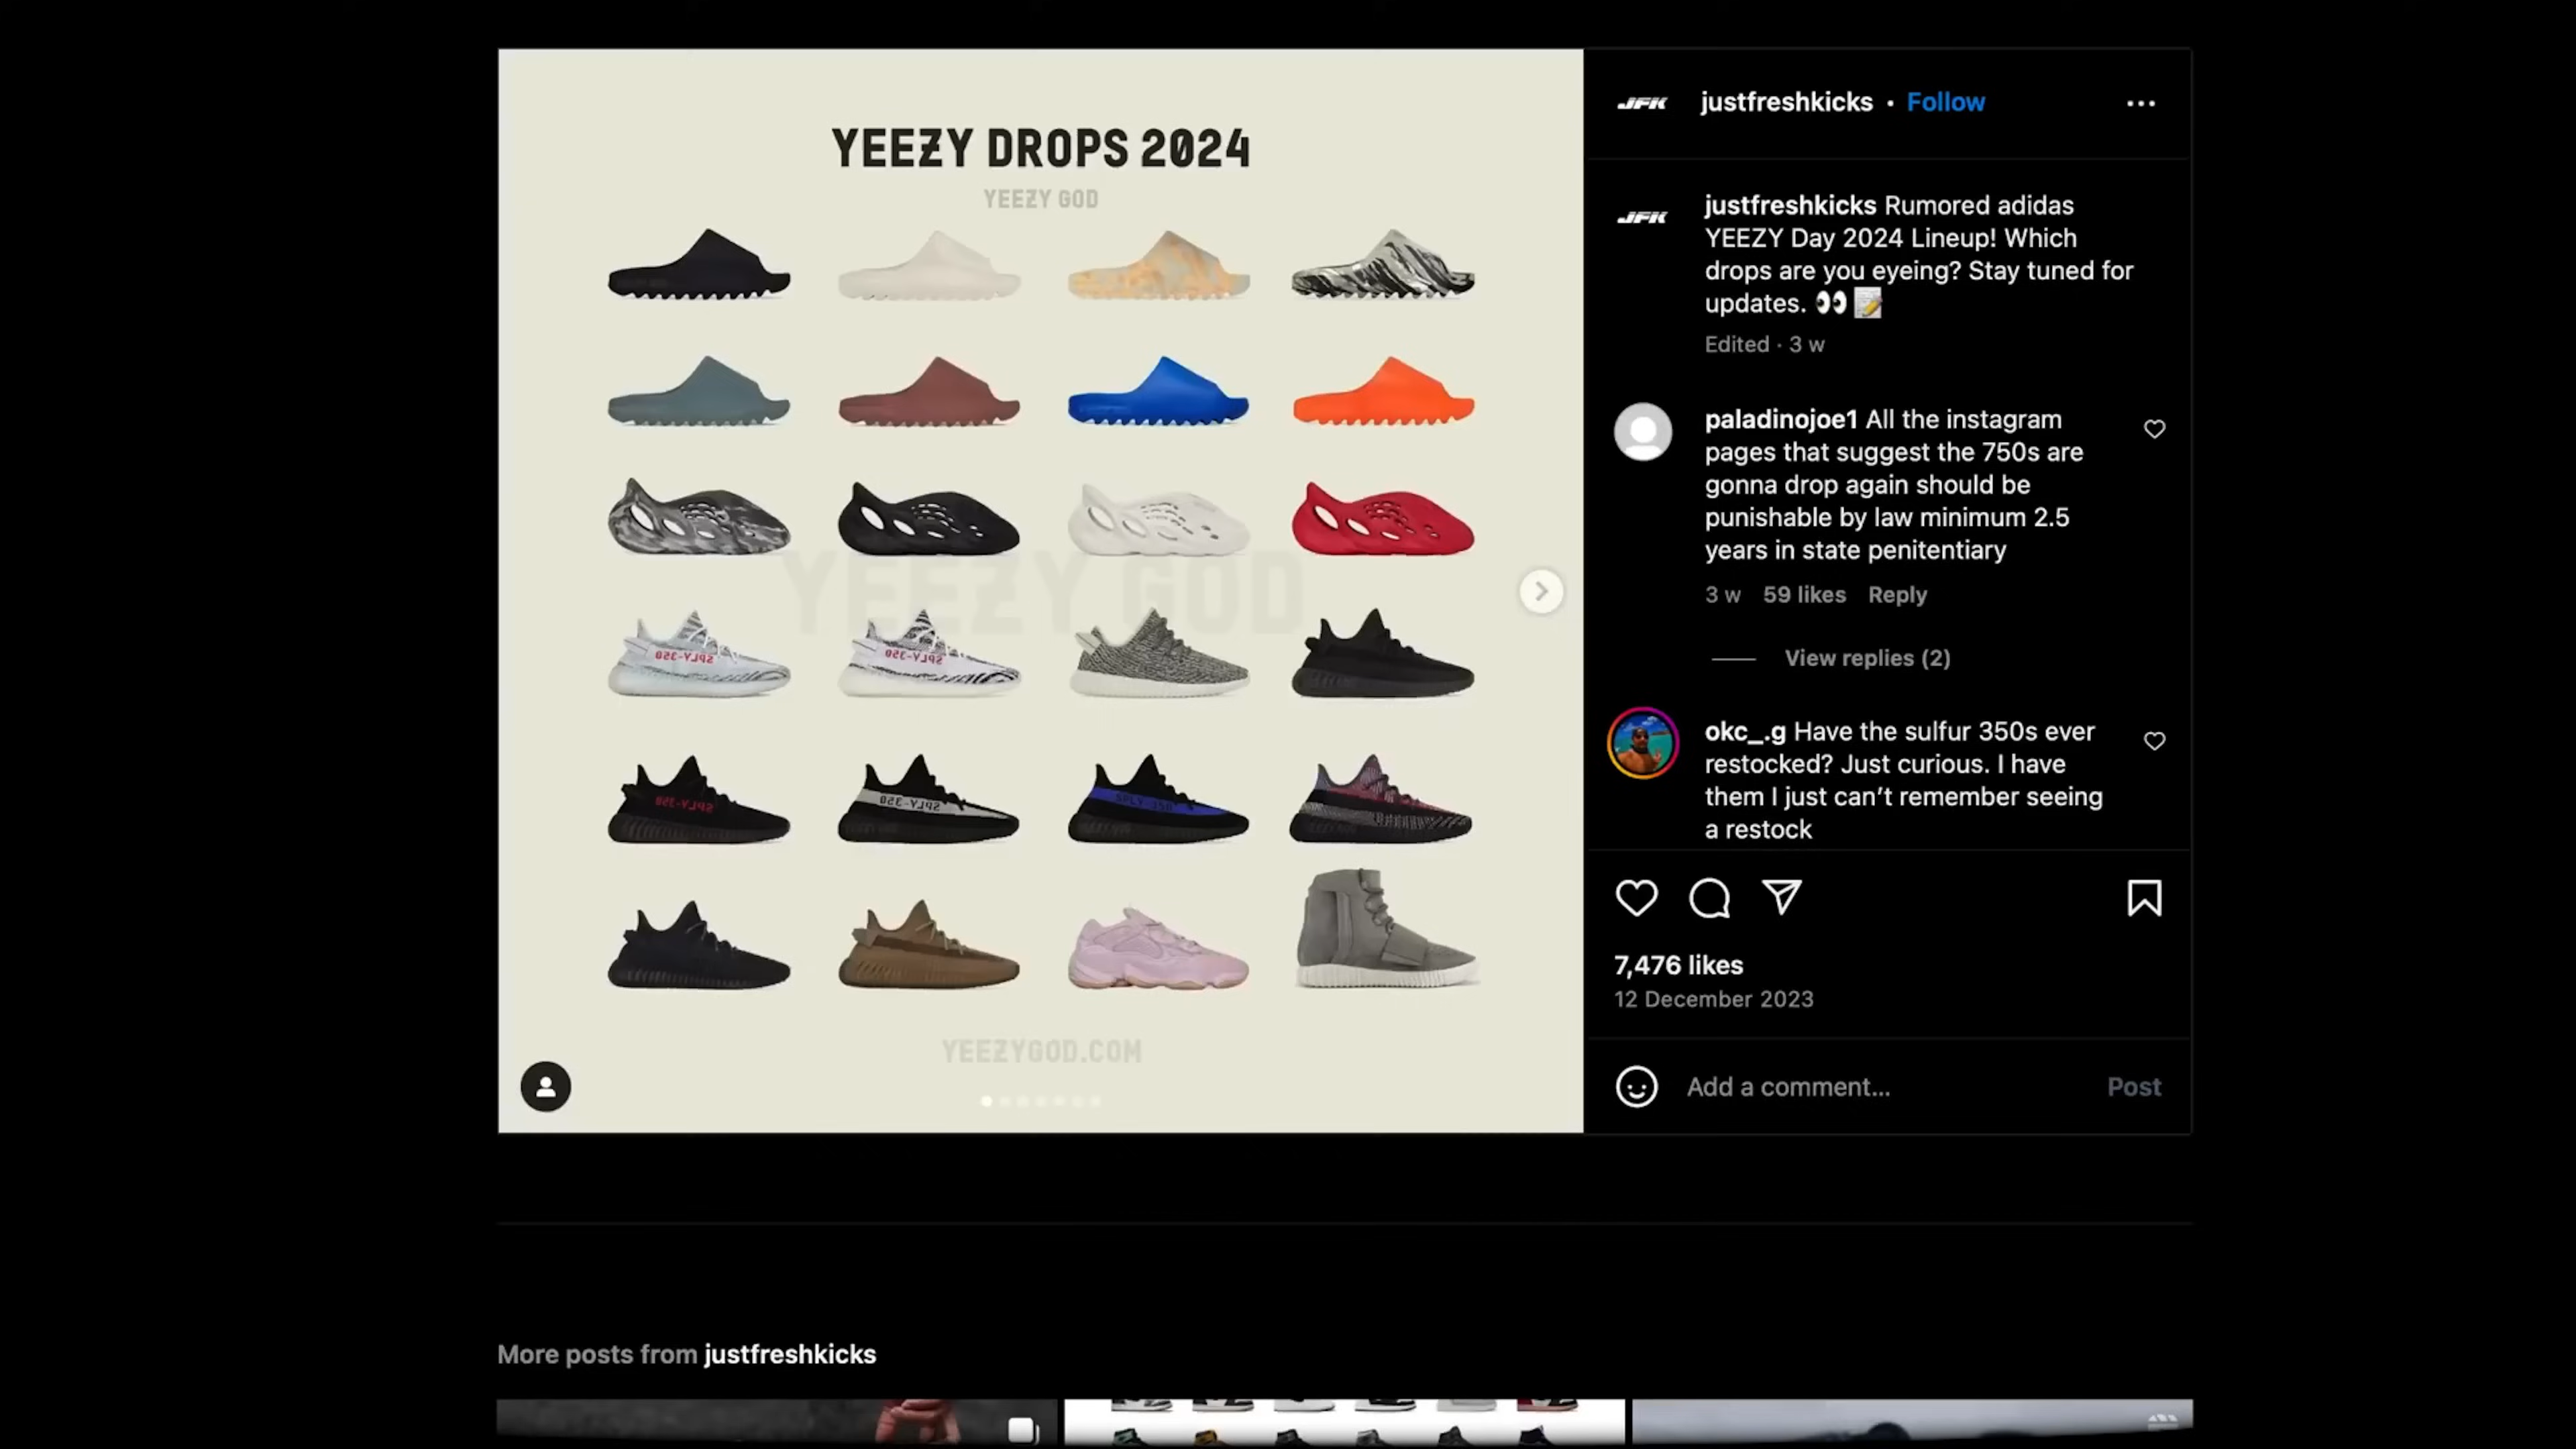 YEEZY DROPS 2024
YEEZY GOD
YEEZY GOD
SPLY-350
SPLY-350
SPLY-350
SPLY-350
SPLY-350
YEEZYGOD.COM
JFK justfreshkicks • Follow
JFK justfreshkicks Rumored adidas
YEEZY Day 2024 Lineup! Which
drops are you eyeing? Stay tuned for
updates. 👀📝
Edited · 3 w
paladinojoe1 All the instagram
pages that suggest the 750s are
gonna drop again should be
punishable by law minimum 2.5
years in state penitentiary
3 w 59 likes Reply
View replies (2)
okc_.g Have the sulfur 350s ever
restocked? Just curious. I have
them I just can’t remember seeing
a restock
7,476 likes
12 December 2023
Add a comment... Post
More posts from justfreshkicks